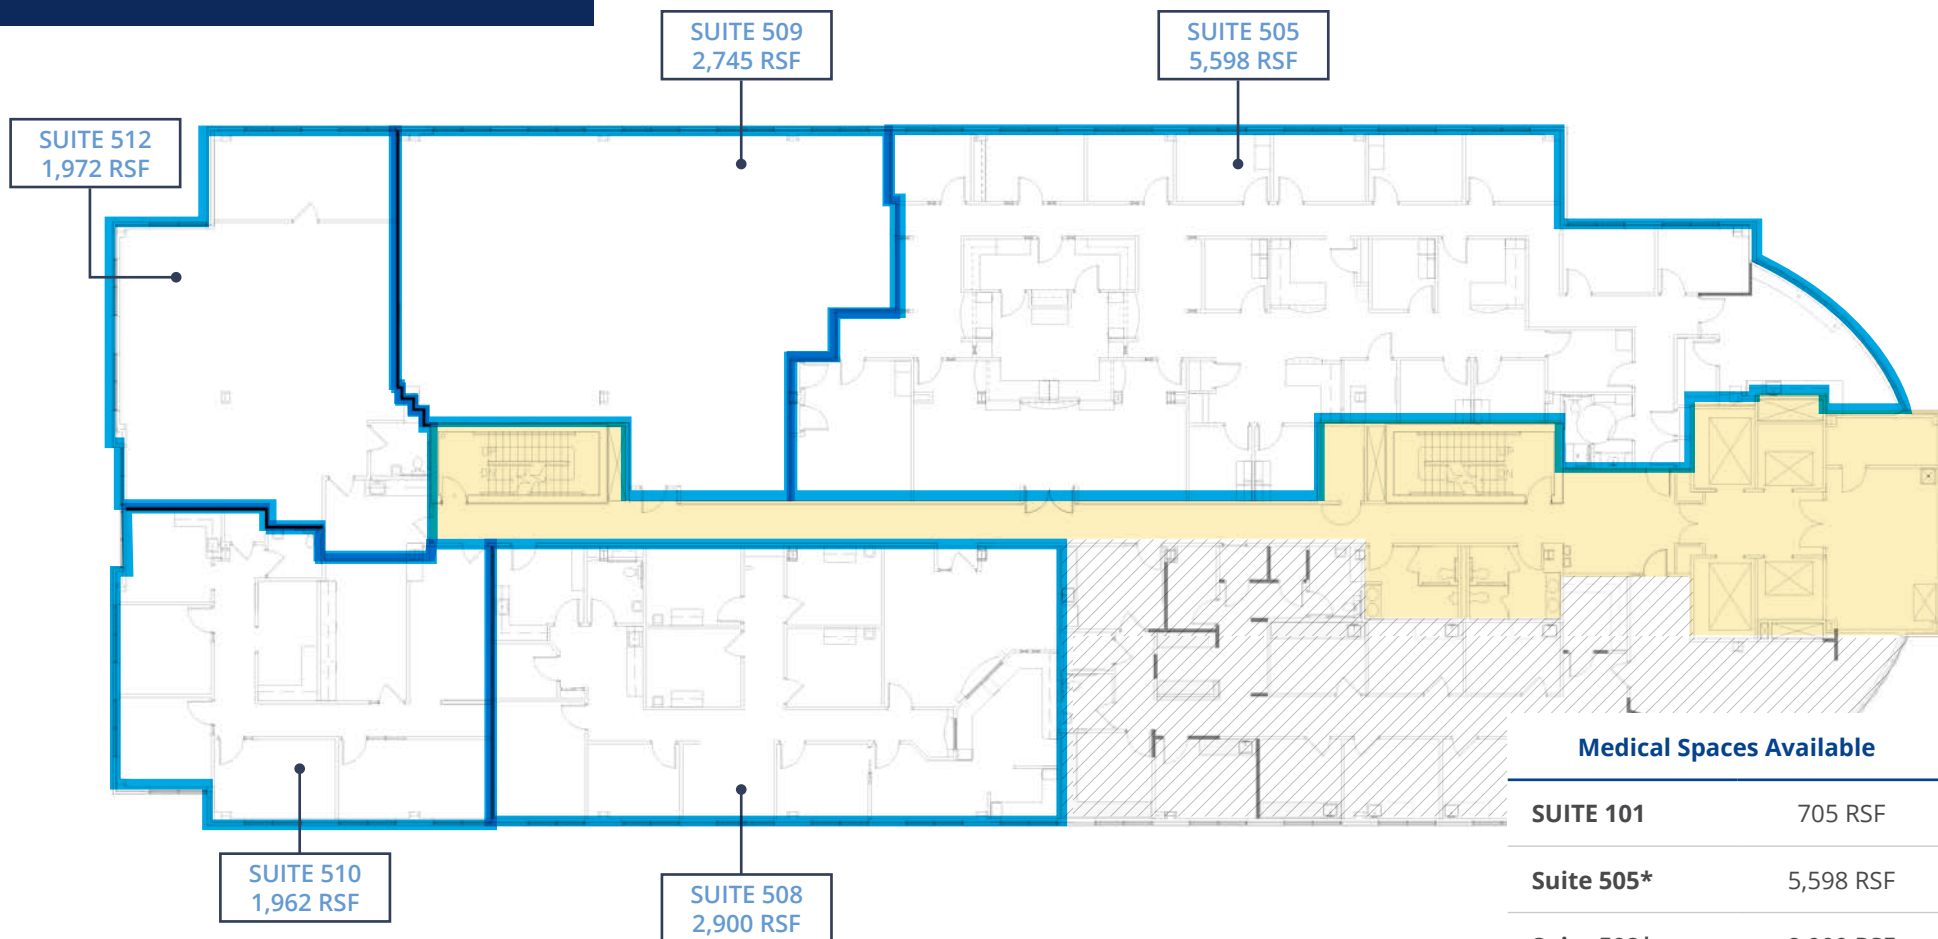 SUITE 509
2,745 RSF
SUITE 505
5,598 RSF
SUITE 512
1,972 RSF
SUITE 510
1,962 RSF
SUITE 508
2,900 RSF
Medical Spaces Available
SUITE 101 705 RSF
Suite 505* 5,598 RSF